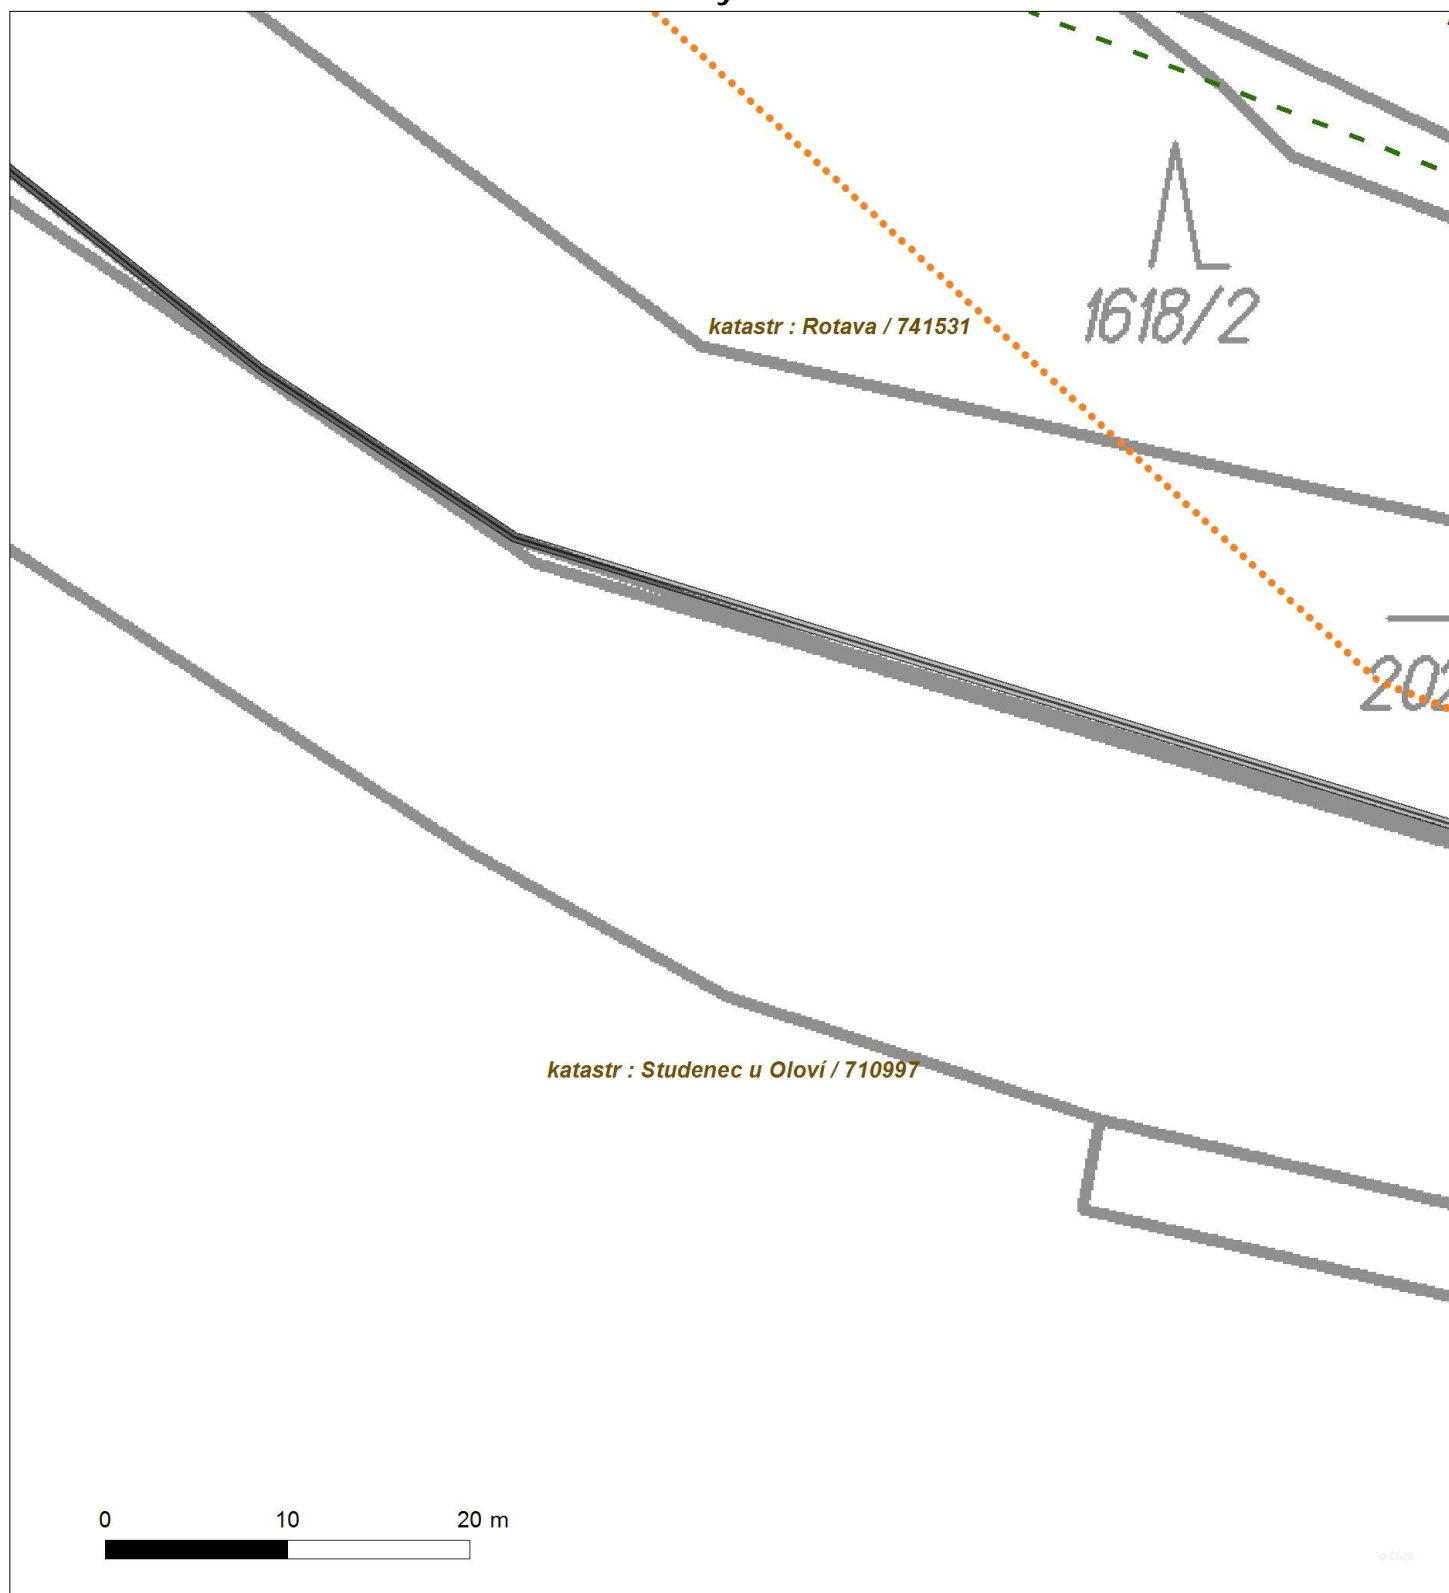 katastr : Rotava / 741531
1618/2
katastr : Studenec u Oloví / 710997
0 10 20 m